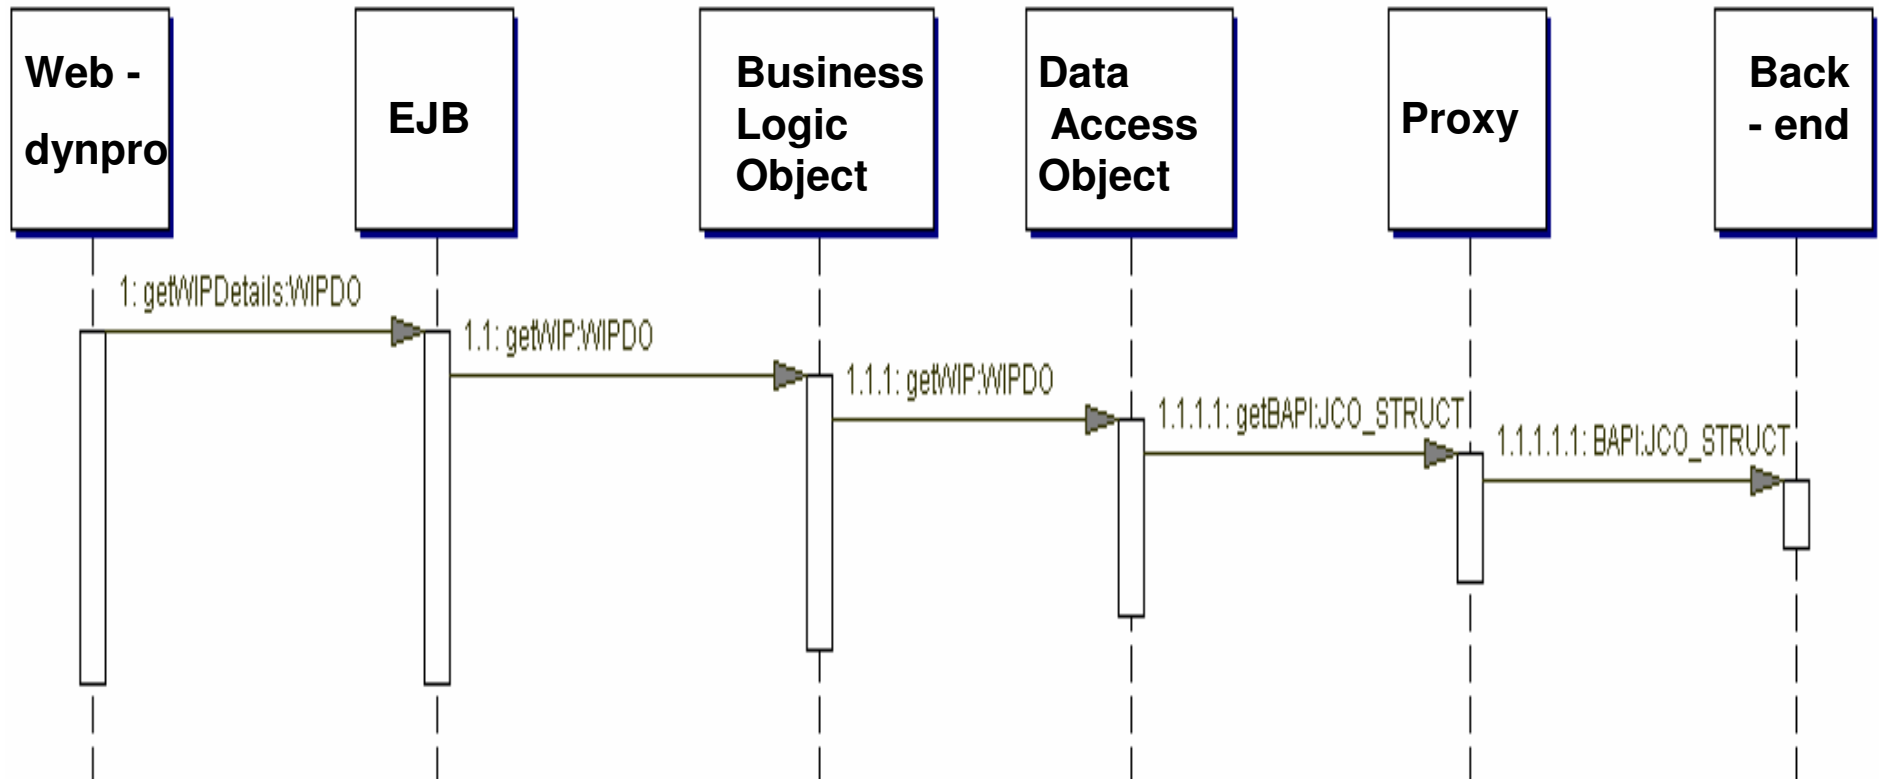 Web -
dynpro
EJB
Business
Logic
Object
Data
Access
Object
Proxy
Back
- end
1: getWIPDetails:WIPDO
1.1: getWIP:WIPDO
1.1.1: getWIP:WIPDO
1.1.1.1: getBAPI:JCO_STRUCT
1.1.1.1.1: BAPI:JCO_STRUCT